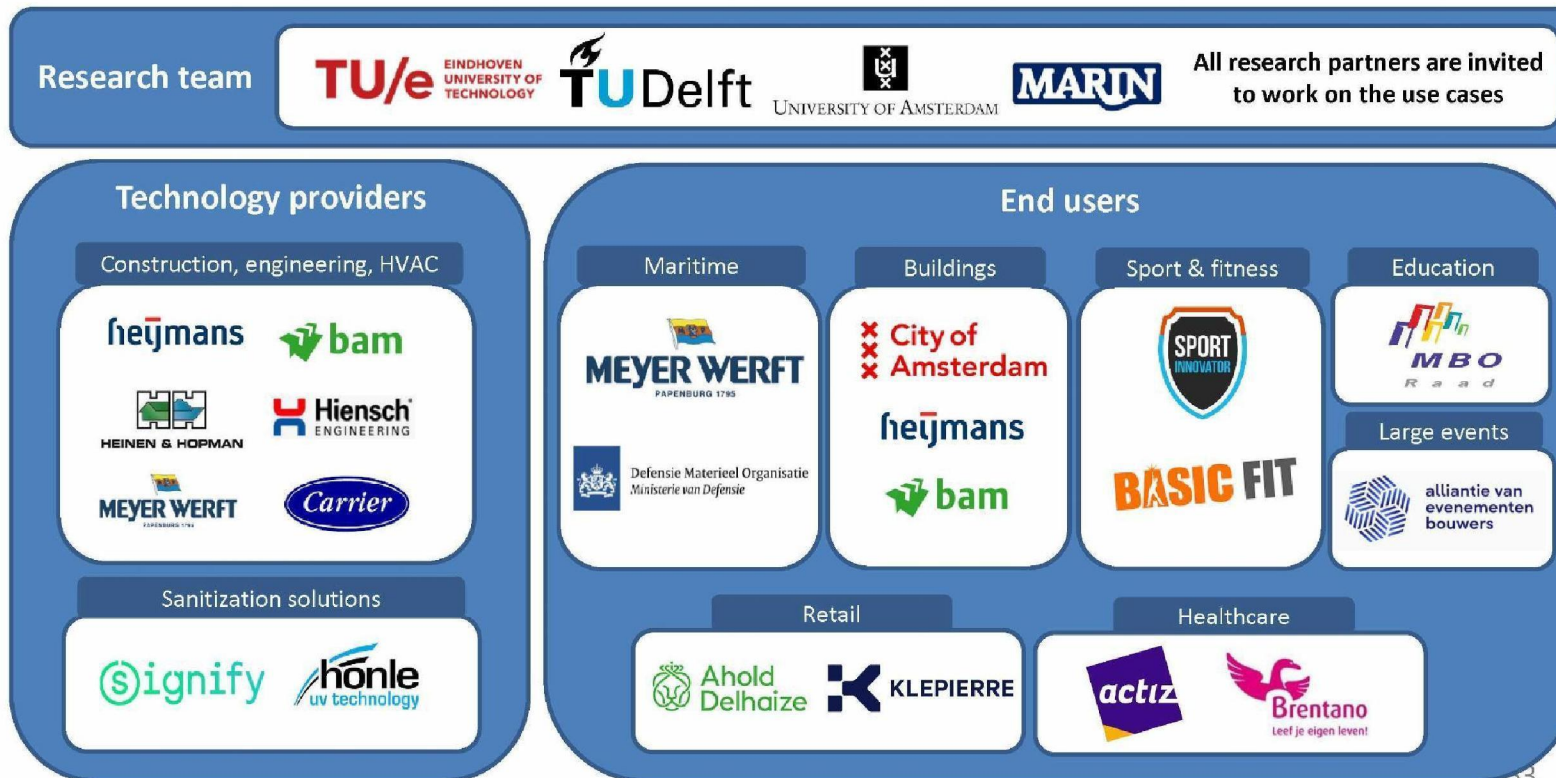 Research team
TU/e EINDHOVEN
UNIVERSITY OF
TECHNOLOGY
TUDelft
UNIVERSITY OF AMSTERDAM
MARIN
All research partners are invited
to work on the use cases
Technology providers
Construction, engineering, HVAC
heijmans
bam
HEINEN & HOPMAN
Hiensch
ENGINEERING
MEYER WERFT
PAPENBURG 1795
Carrier
Sanitization solutions
Signify
hönle
uv technology
End users
Maritime
MEYER WERFT
PAPENBURG 1795
Defensie Materieel Organisatie
Ministerie van Defensie
Buildings
City of
Amsterdam
heijmans
bam
Sport & fitness
SPORT
INNOVATOR
BASIC FIT
Education
MBO
Raad
Large events
alliantie van
evenementen
bouwers
Retail
Ahold
Delhaize
KLEPIERRE
Healthcare
actiz
Brentano
Leef je eigen leven!